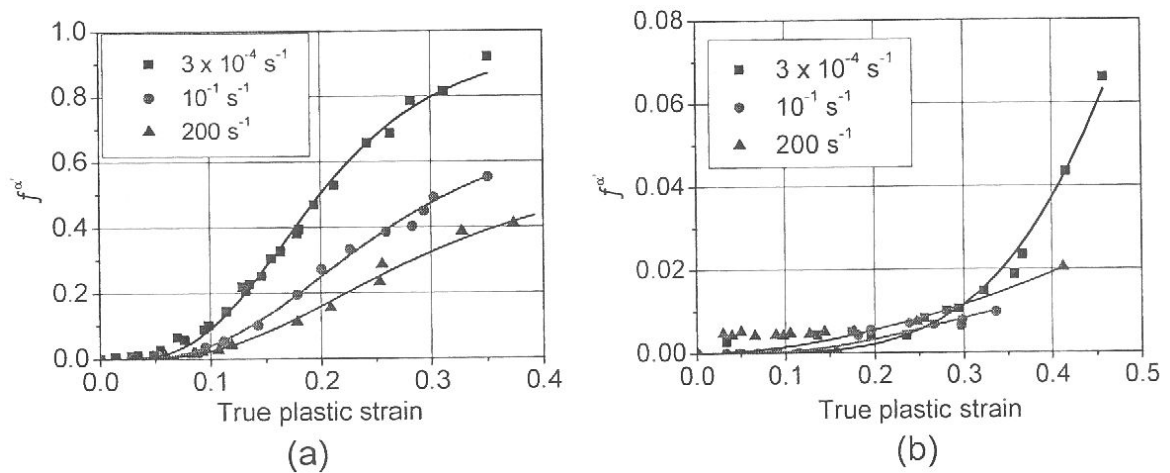 1.0
0.8
0.6
0.4
0.2
0.0
f^α'
3 x 10⁻⁴ s⁻¹
10⁻¹ s⁻¹
200 s⁻¹
0.0 0.1 0.2 0.3 0.4
True plastic strain
(a)
0.08
0.06
0.04
0.02
0.00
f^α'
3 x 10⁻⁴ s⁻¹
10⁻¹ s⁻¹
200 s⁻¹
0.0 0.1 0.2 0.3 0.4 0.5
True plastic strain
(b)